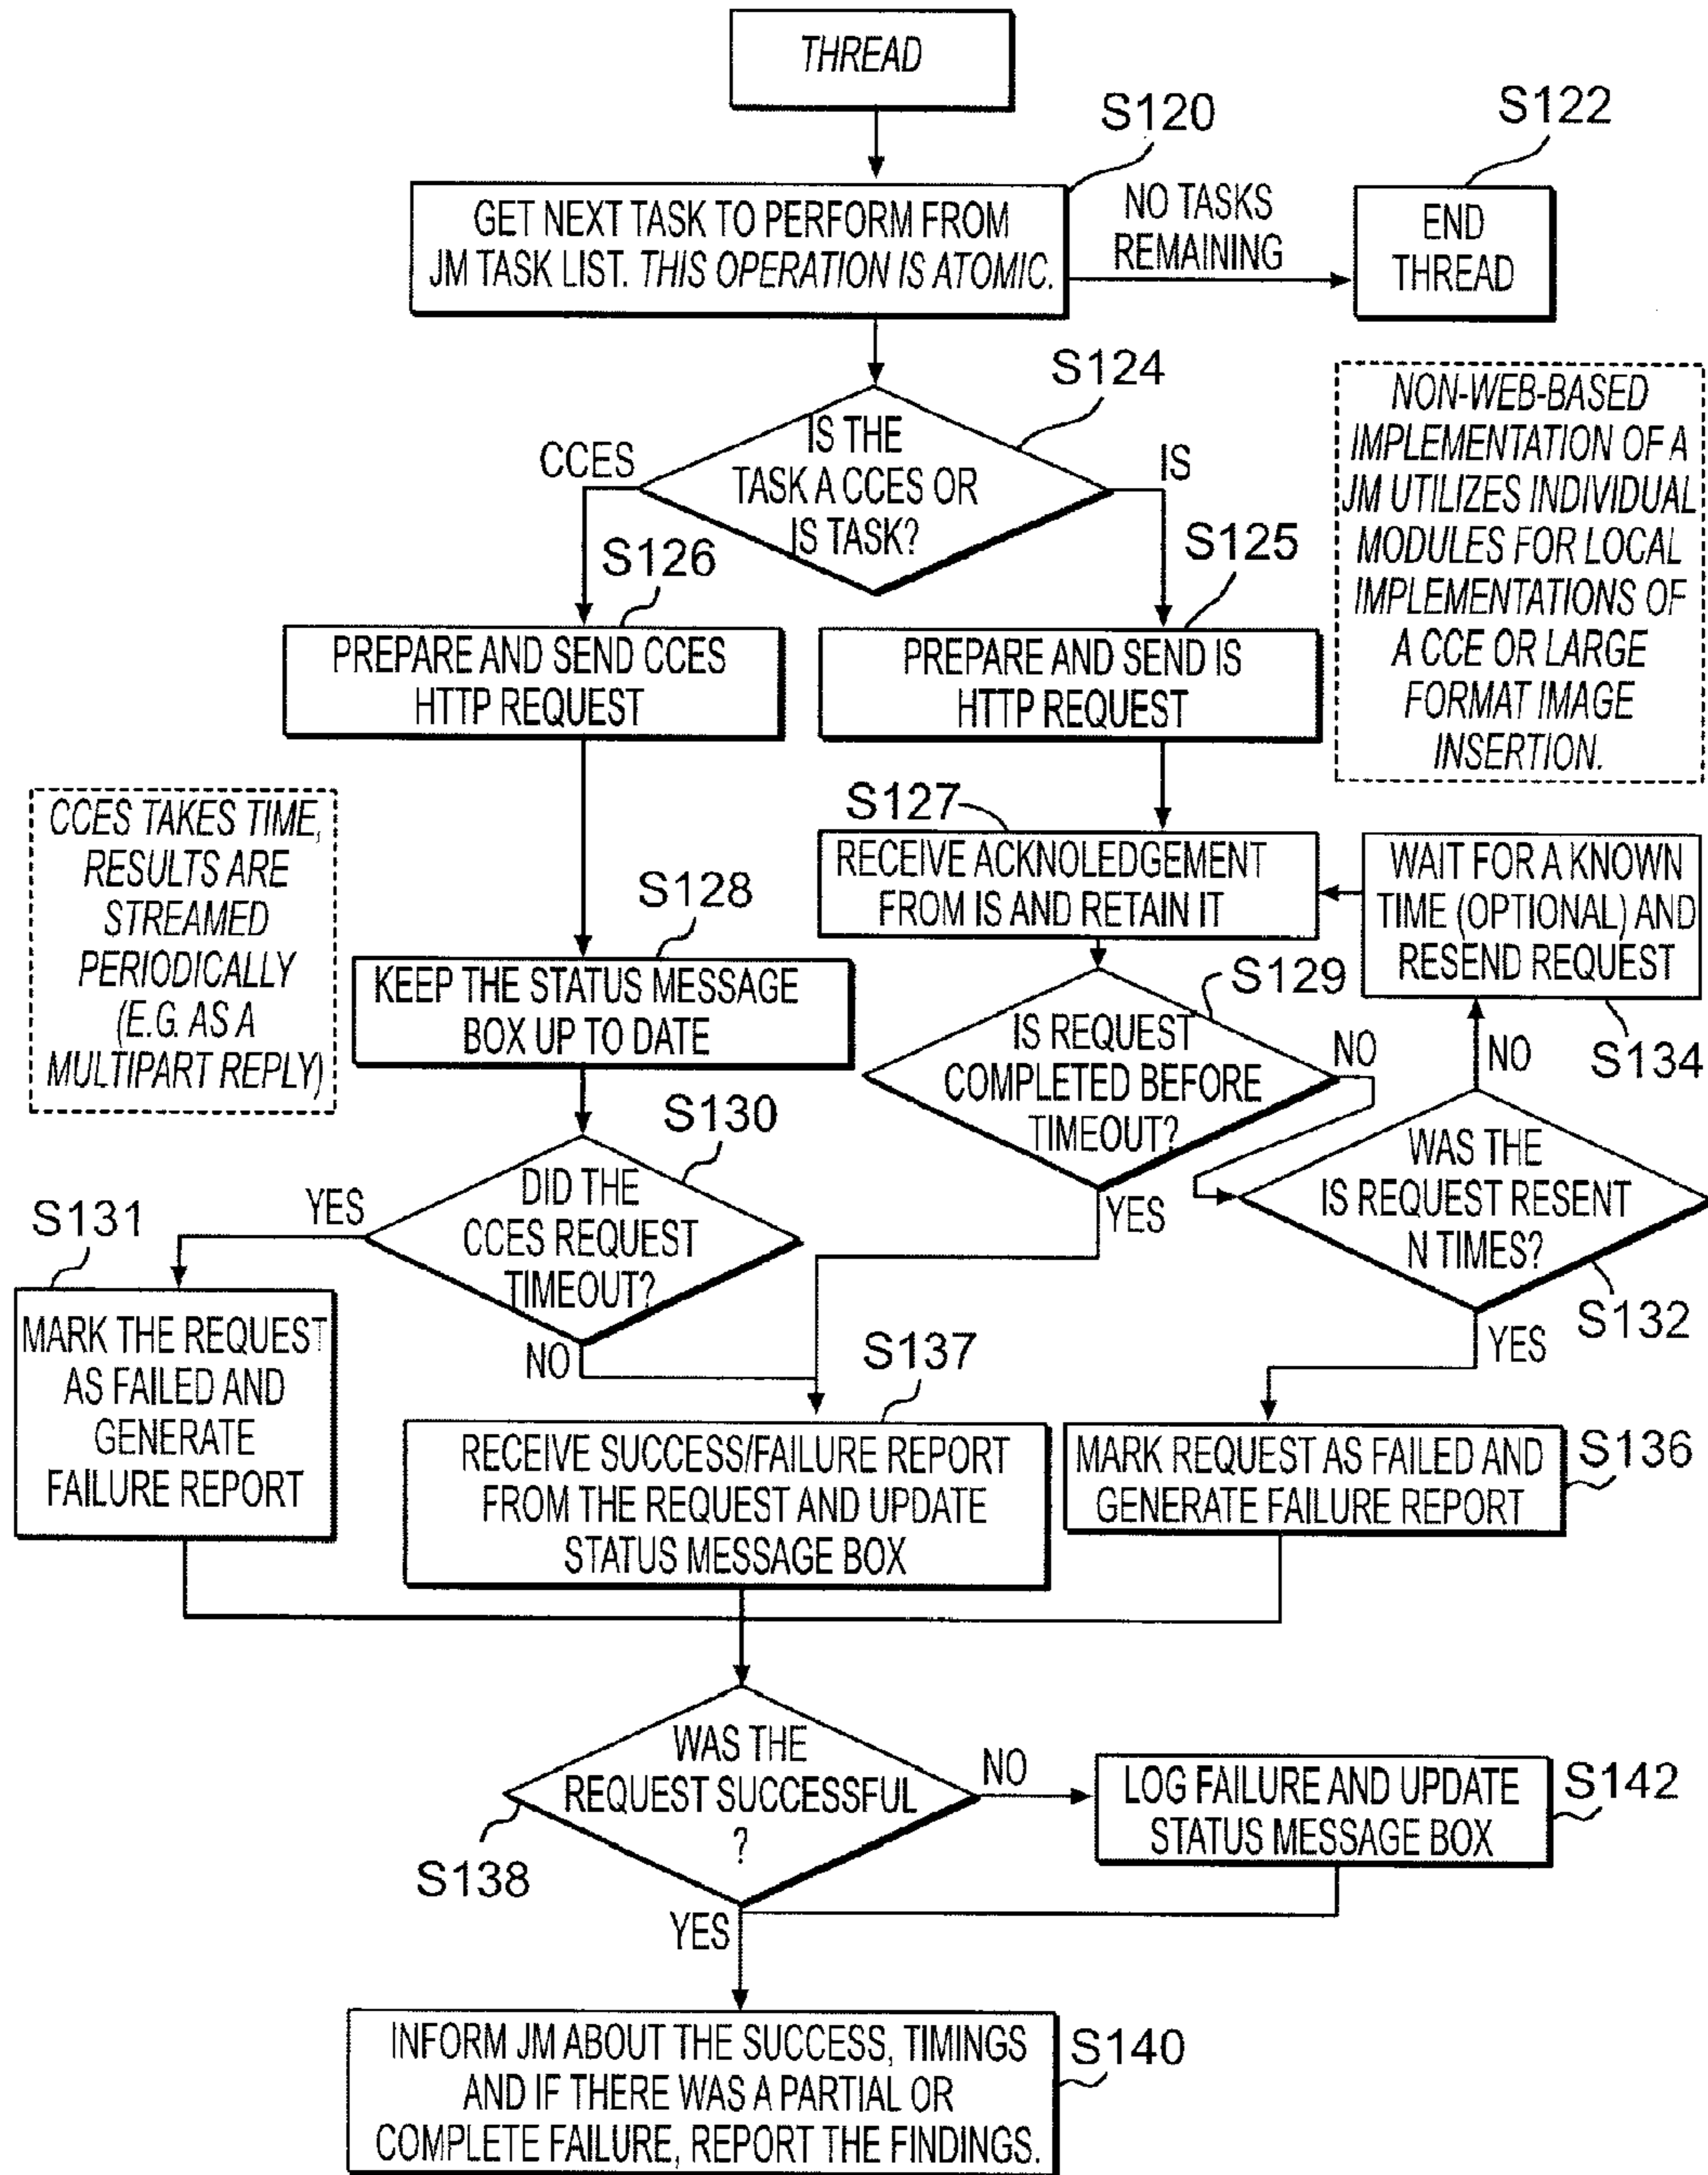 THREAD
S120
GET NEXT TASK TO PERFORM FROM
JM TASK LIST. THIS OPERATION IS ATOMIC.
NO TASKS
REMAINING
S122
END
THREAD
S124
IS THE
TASK A CCES OR
IS TASK?
CCES
IS
NON-WEB-BASED
IMPLEMENTATION OF A
JM UTILIZES INDIVIDUAL
MODULES FOR LOCAL
IMPLEMENTATIONS OF
A CCE OR LARGE
FORMAT IMAGE
INSERTION.
S126
PREPARE AND SEND CCES
HTTP REQUEST
S125
PREPARE AND SEND IS
HTTP REQUEST
CCES TAKES TIME,
RESULTS ARE
STREAMED
PERIODICALLY
(E.G. AS A
MULTIPART REPLY)
S127
RECEIVE ACKNOLEDGEMENT
FROM IS AND RETAIN IT
WAIT FOR A KNOWN
TIME (OPTIONAL) AND
RESEND REQUEST
S134
S128
KEEP THE STATUS MESSAGE
BOX UP TO DATE
S129
IS REQUEST
COMPLETED BEFORE
TIMEOUT?
NO
YES
NO
WAS THE
IS REQUEST RESENT
N TIMES?
S132
YES
S130
DID THE
CCES REQUEST
TIMEOUT?
YES
NO
S131
MARK THE REQUEST
AS FAILED AND
GENERATE
FAILURE REPORT
S137
RECEIVE SUCCESS/FAILURE REPORT
FROM THE REQUEST AND UPDATE
STATUS MESSAGE BOX
MARK REQUEST AS FAILED AND
GENERATE FAILURE REPORT
S136
WAS THE
REQUEST SUCCESSFUL
?
S138
NO
LOG FAILURE AND UPDATE
STATUS MESSAGE BOX
S142
YES
INFORM JM ABOUT THE SUCCESS, TIMINGS
AND IF THERE WAS A PARTIAL OR
COMPLETE FAILURE, REPORT THE FINDINGS.
S140